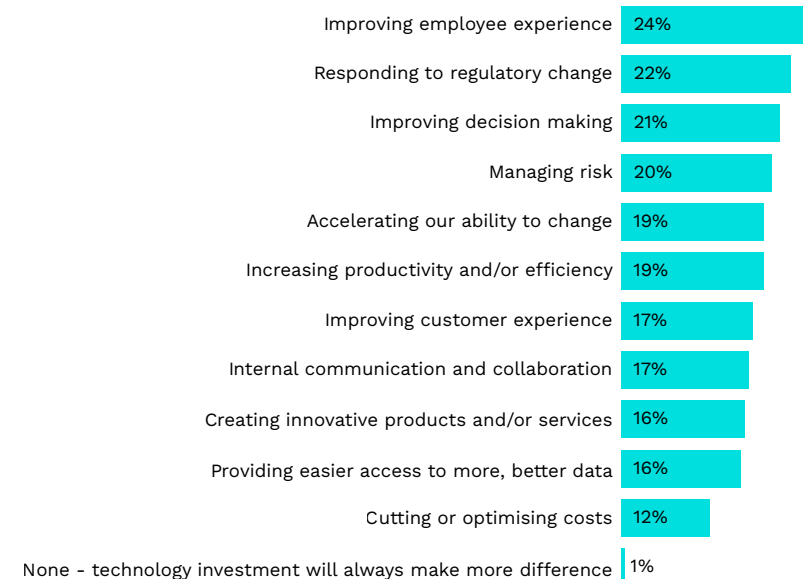 Improving employee experience 24%
Responding to regulatory change 22%
Improving decision making 21%
Managing risk 20%
Accelerating our ability to change 19%
Increasing productivity and/or efficiency 19%
Improving customer experience 17%
Internal communication and collaboration 17%
Creating innovative products and/or services 16%
Providing easier access to more, better data 16%
Cutting or optimising costs 12%
None - technology investment will always make more difference 1%